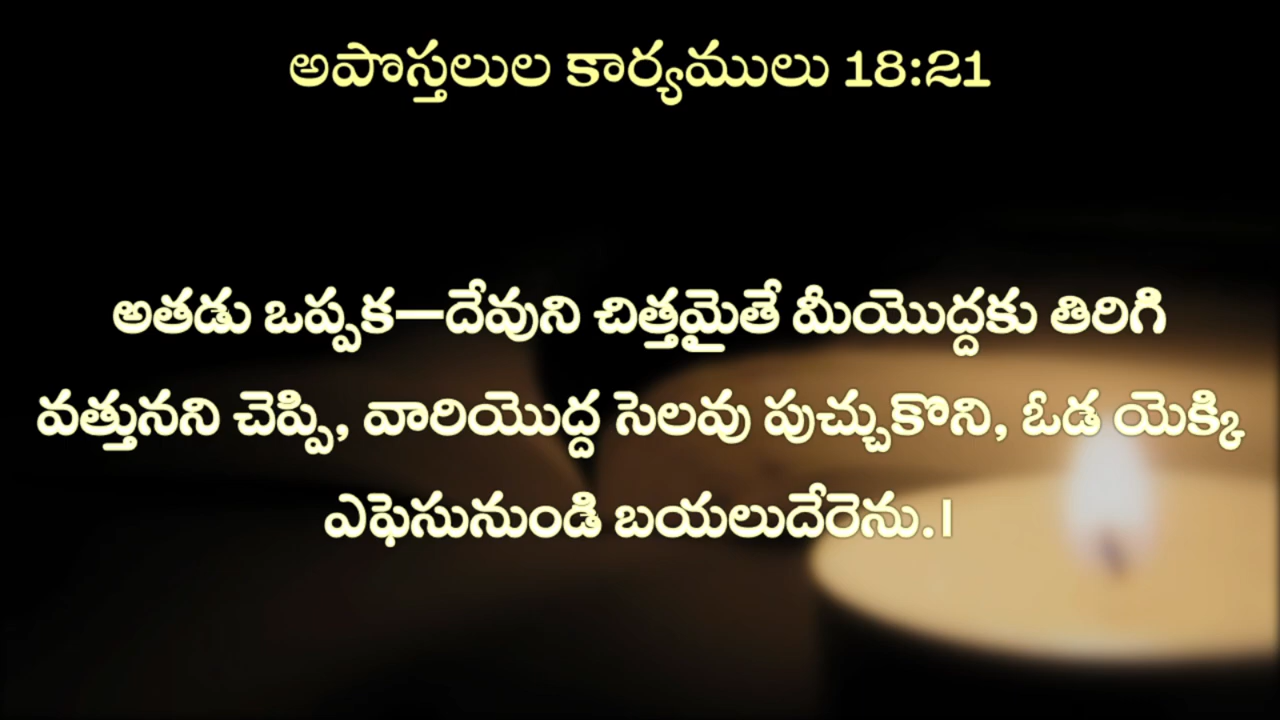 అపొస్తలుల కార్యములు 18:21
అతడు ఒప్పక—దేవుని చిత్తమైతే మీయొద్దకు తిరిగి
వత్తునని చెప్పి, వారియొద్ద సెలవు పుచ్చుకొని, ఓడ యెక్కి
ఎఫెసునుండి బయలుదేరెను.।